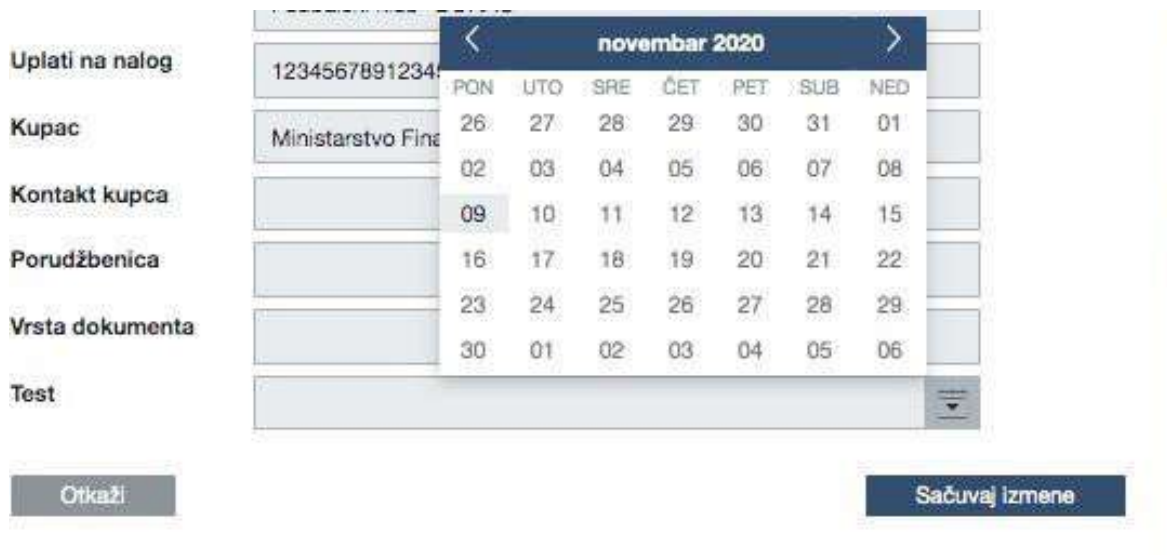 novembar 2020
Uplati na nalog
12345678912345
PON UTO SRE ČET PET SUB NED
Kupac
Ministarstvo Fina
26 27 28 29 30 31 01
02 03 04 05 06 07 08
Kontakt kupca
09 10 11 12 13 14 15
Porudžbenica
16 17 18 19 20 21 22
23 24 25 26 27 28 29
Vrsta dokumenta
30 01 02 03 04 05 06
Test
Otkaži
Sačuvaj izmene